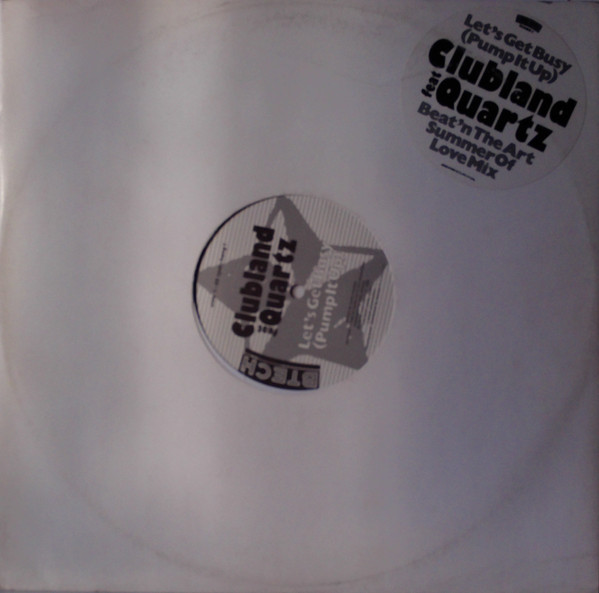 Let's Get Busy
(Pump It Up)
Clubland
feat
Quartz
Beat'n The Art
Summer Of
Love Mix
Clubland
feat
Quartz
Let's Get Busy
(Pump It Up)
BTECH